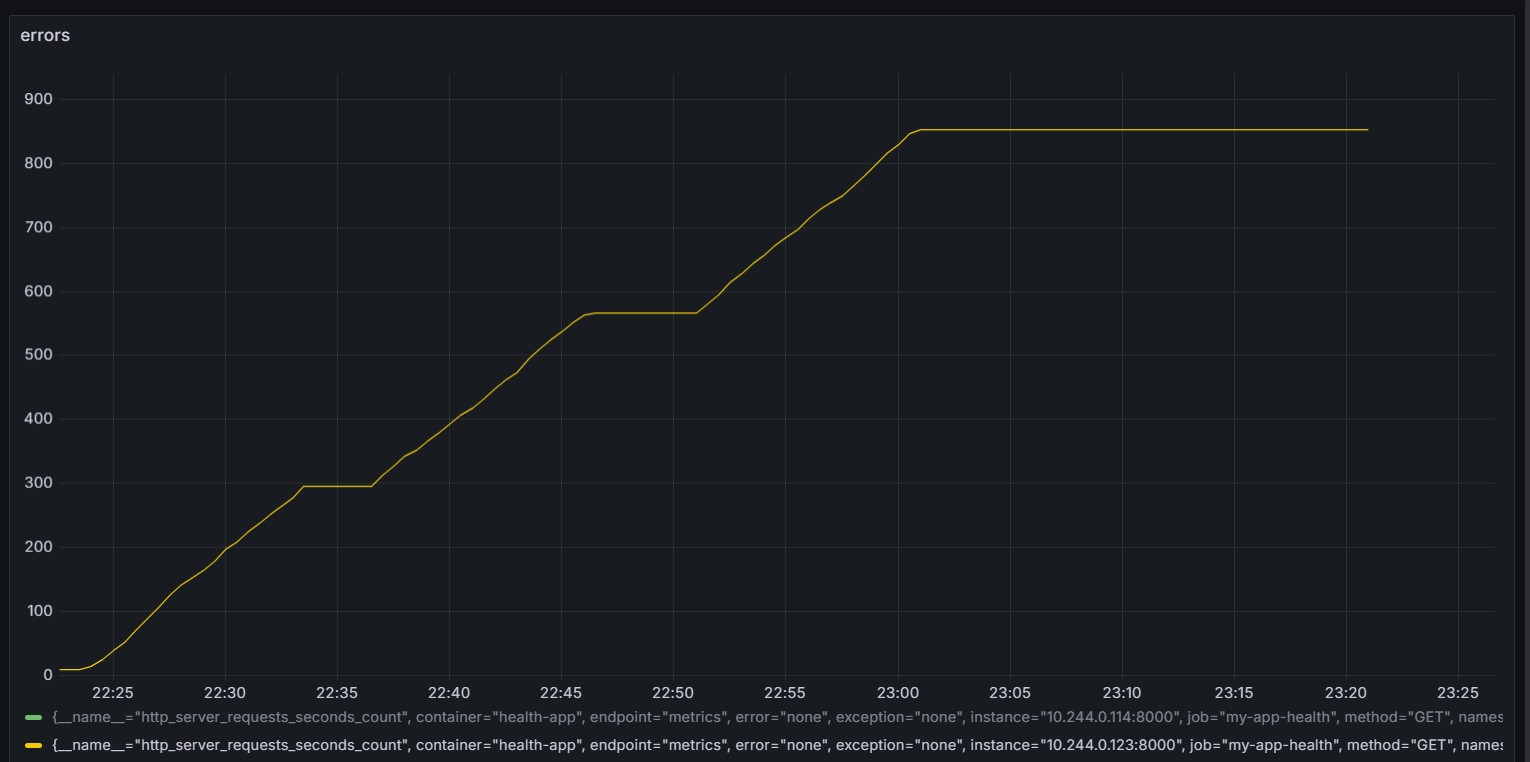 errors
900
800
700
600
500
400
300
200
100
0
22:25 22:30 22:35 22:40 22:45 22:50 22:55 23:00 23:05 23:10 23:15 23:20 23:25
{__name__="http_server_requests_seconds_count", container="health-app", endpoint="metrics", error="none", exception="none", instance="10.244.0.114:8000", job="my-app-health", method="GET", names
{__name__="http_server_requests_seconds_count", container="health-app", endpoint="metrics", error="none", exception="none", instance="10.244.0.123:8000", job="my-app-health", method="GET", names